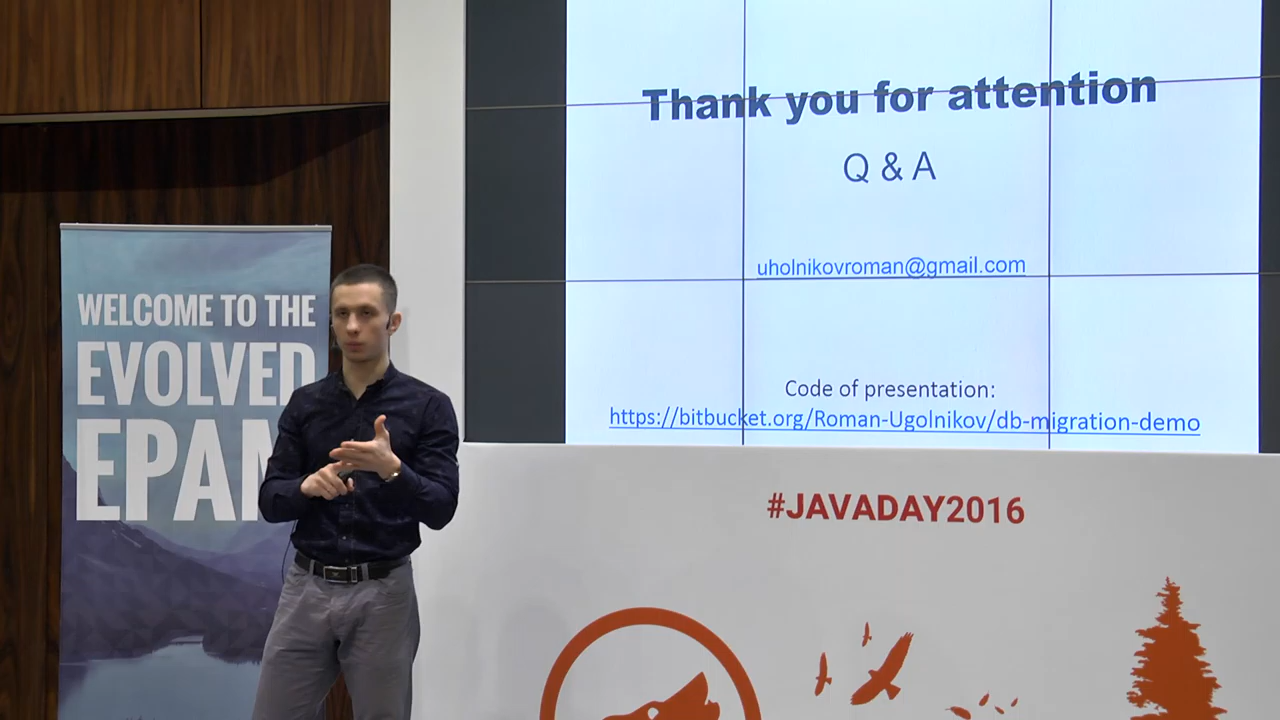 Thank you for attention
Q & A
uholnikovroman@gmail.com
Code of presentation:
https://bitbucket.org/Roman-Ugolnikov/db-migration-demo
#JAVADAY2016
WELCOME TO THE
EVOLVED
EPAM